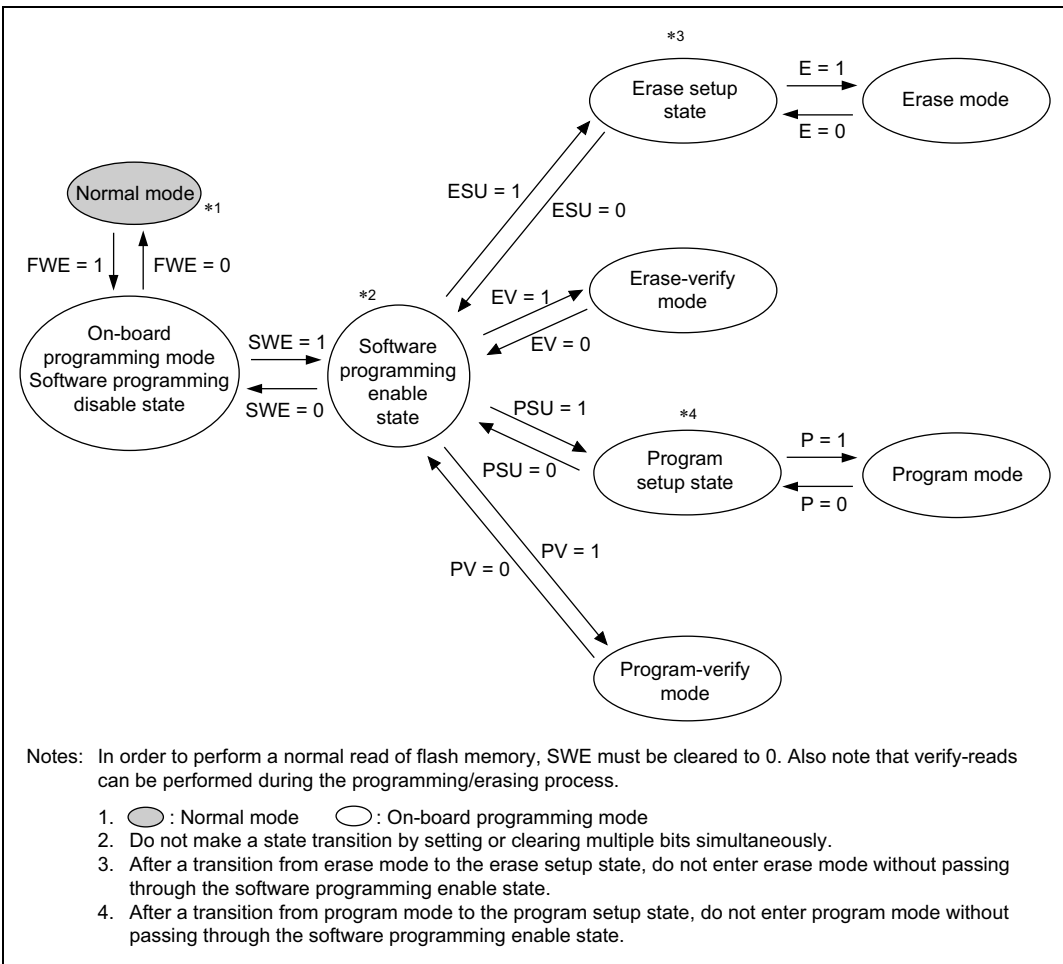 *3
Erase setup
state
E = 1
E = 0
Erase mode
Normal mode
*1
ESU = 1
ESU = 0
FWE = 1
FWE = 0
*2
EV = 1
EV = 0
Erase-verify
mode
On-board
programming mode
Software programming
disable state
SWE = 1
SWE = 0
Software
programming
enable
state
PSU = 1
PSU = 0
*4
Program
setup state
P = 1
P = 0
Program mode
PV = 1
PV = 0
Program-verify
mode
Notes: In order to perform a normal read of flash memory, SWE must be cleared to 0. Also note that verify-reads
can be performed during the programming/erasing process.
1. : Normal mode : On-board programming mode
2. Do not make a state transition by setting or clearing multiple bits simultaneously.
3. After a transition from erase mode to the erase setup state, do not enter erase mode without passing
through the software programming enable state.
4. After a transition from program mode to the program setup state, do not enter program mode without
passing through the software programming enable state.